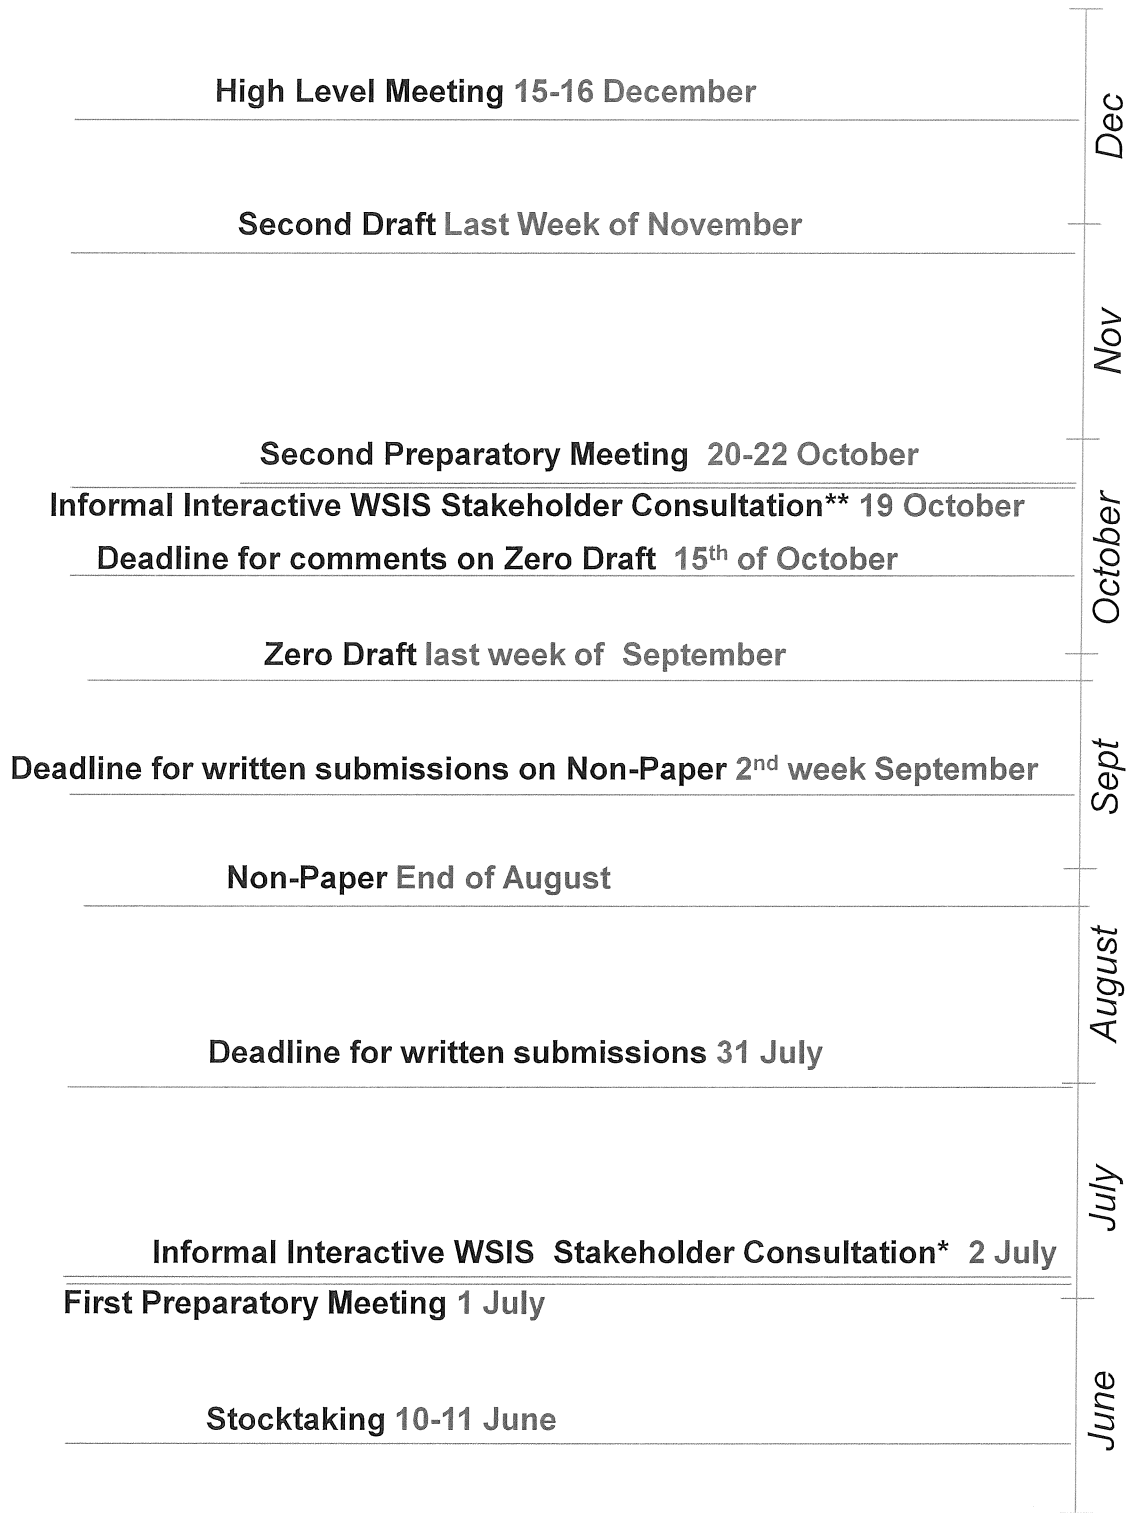 High Level Meeting 15-16 December
Dec
Second Draft Last Week of November
Nov
Second Preparatory Meeting 20-22 October
Informal Interactive WSIS Stakeholder Consultation** 19 October
Deadline for comments on Zero Draft 15th of October
October
Zero Draft last week of September
Deadline for written submissions on Non-Paper 2nd week September
Sept
Non-Paper End of August
August
Deadline for written submissions 31 July
July
Informal Interactive WSIS Stakeholder Consultation* 2 July
First Preparatory Meeting 1 July
Stocktaking 10-11 June
June